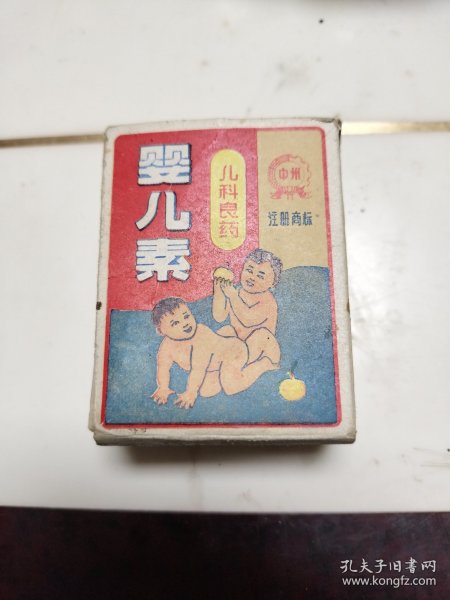 婴儿素
儿科良药
中州
注册商标
孔夫子旧书网
www.kongfz.com